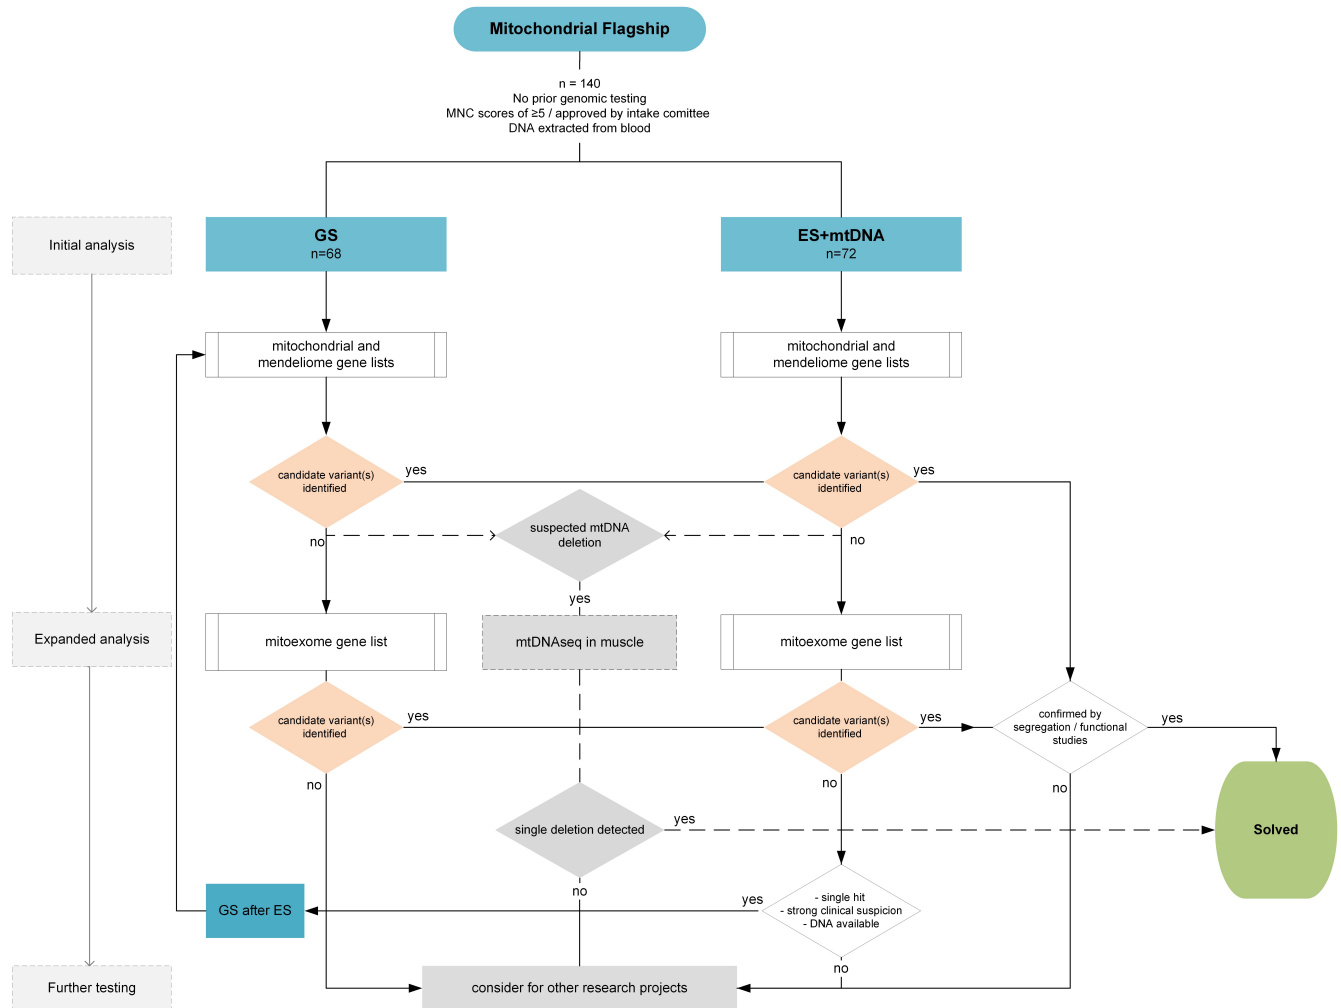 Mitochondrial Flagship
n = 140
No prior genomic testing
MNC scores of ≥5 / approved by intake comittee
DNA extracted from blood
Initial analysis
GS
n=68
ES+mtDNA
n=72
mitochondrial and
mendeliome gene lists
mitochondrial and
mendeliome gene lists
candidate variant(s)
identified
yes
candidate variant(s)
identified
yes
suspected mtDNA
deletion
no
no
yes
Expanded analysis
mitoexome gene list
mtDNAseq in muscle
mitoexome gene list
candidate variant(s)
identified
yes
candidate variant(s)
identified
yes
confirmed by
segregation / functional
studies
yes
no
no
no
single deletion detected
yes
Solved
no
GS after ES
yes
- single hit
- strong clinical suspicion
- DNA available
no
Further testing
consider for other research projects